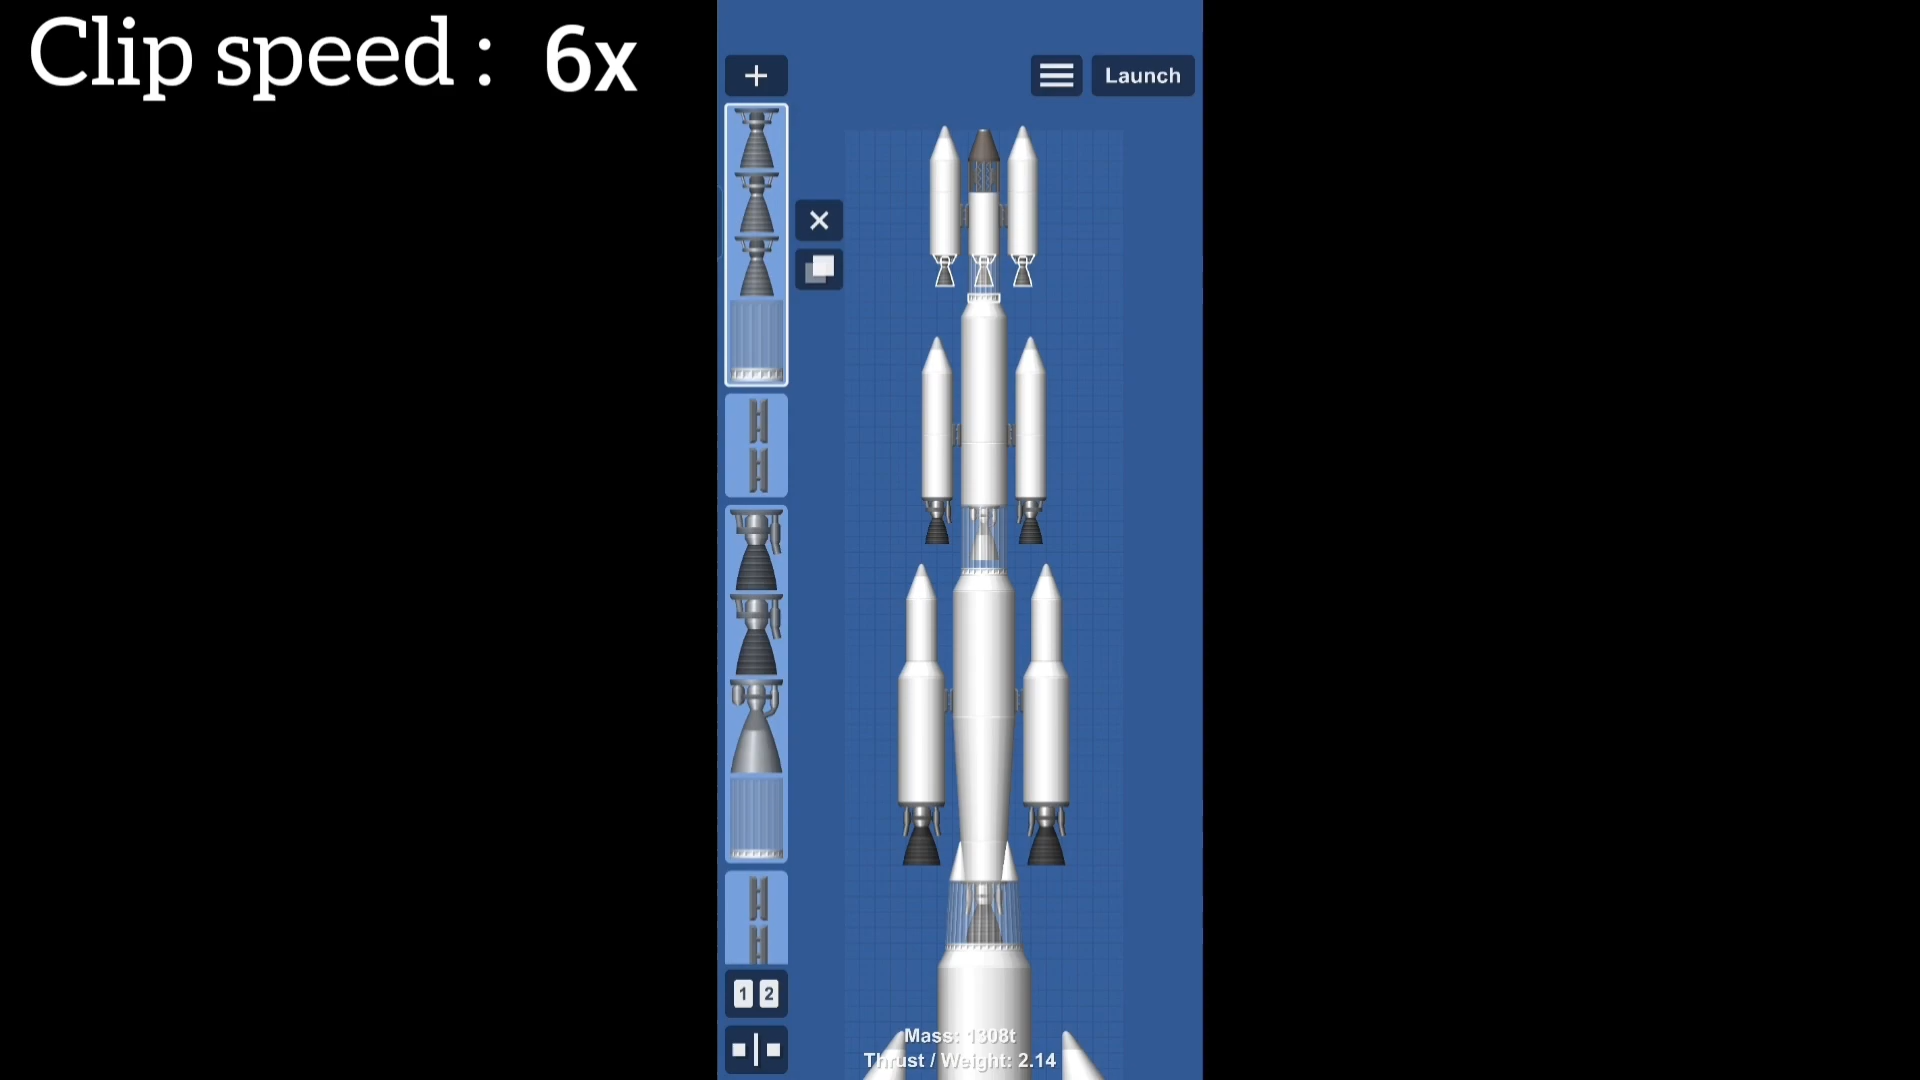 Clip speed : 6x
Launch
1 2
Mass: 1308t
Thrust / Weight: 2.14